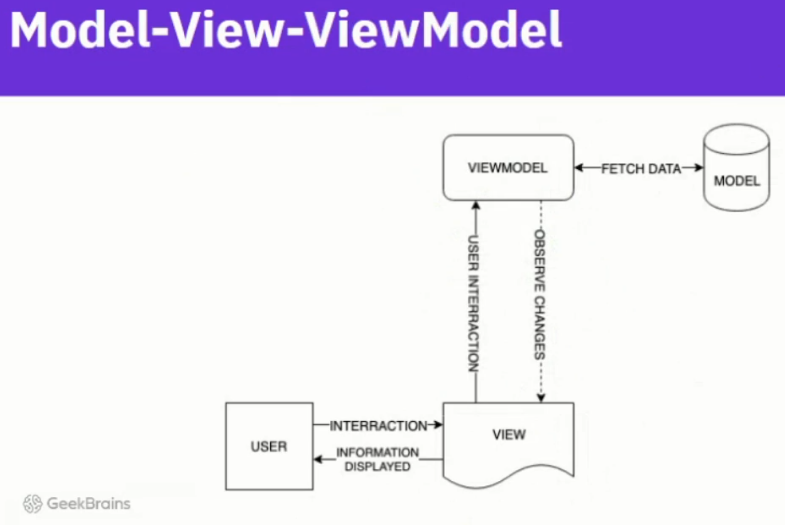 Model-View-ViewModel
VIEWMODEL
FETCH DATA
MODEL
USER INTERRACTION
OBSERVE CHANGES
USER
INTERRACTION
INFORMATION
DISPLAYED
VIEW
GeekBrains